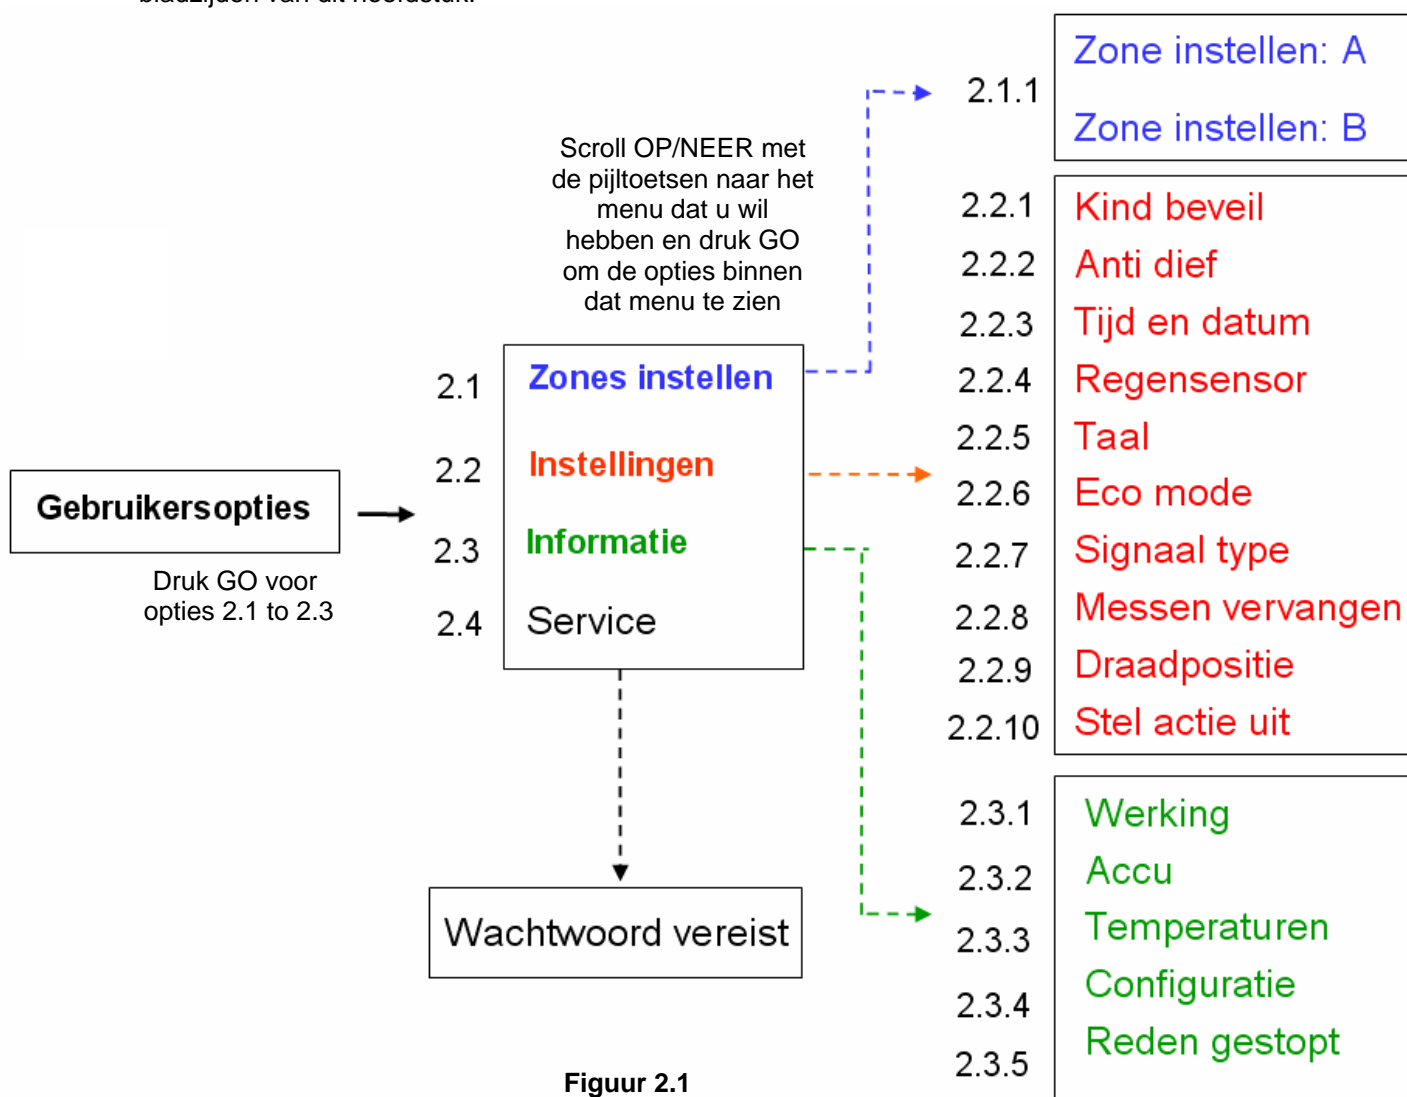 bladzijden van dit hoofdstuk.
Gebruikersopties
Druk GO voor
opties 2.1 to 2.3
Scroll OP/NEER met
de pijltoetsen naar het
menu dat u wil
hebben en druk GO
om de opties binnen
dat menu te zien
2.1 Zones instellen
2.2 Instellingen
2.3 Informatie
2.4 Service
Wachtwoord vereist
2.1.1
Zone instellen: A
Zone instellen: B
2.2.1 Kind beveil
2.2.2 Anti dief
2.2.3 Tijd en datum
2.2.4 Regensensor
2.2.5 Taal
2.2.6 Eco mode
2.2.7 Signaal type
2.2.8 Messen vervangen
2.2.9 Draadpositie
2.2.10 Stel actie uit
2.3.1 Werking
2.3.2 Accu
2.3.3 Temperaturen
2.3.4 Configuratie
2.3.5 Reden gestopt
Figuur 2.1